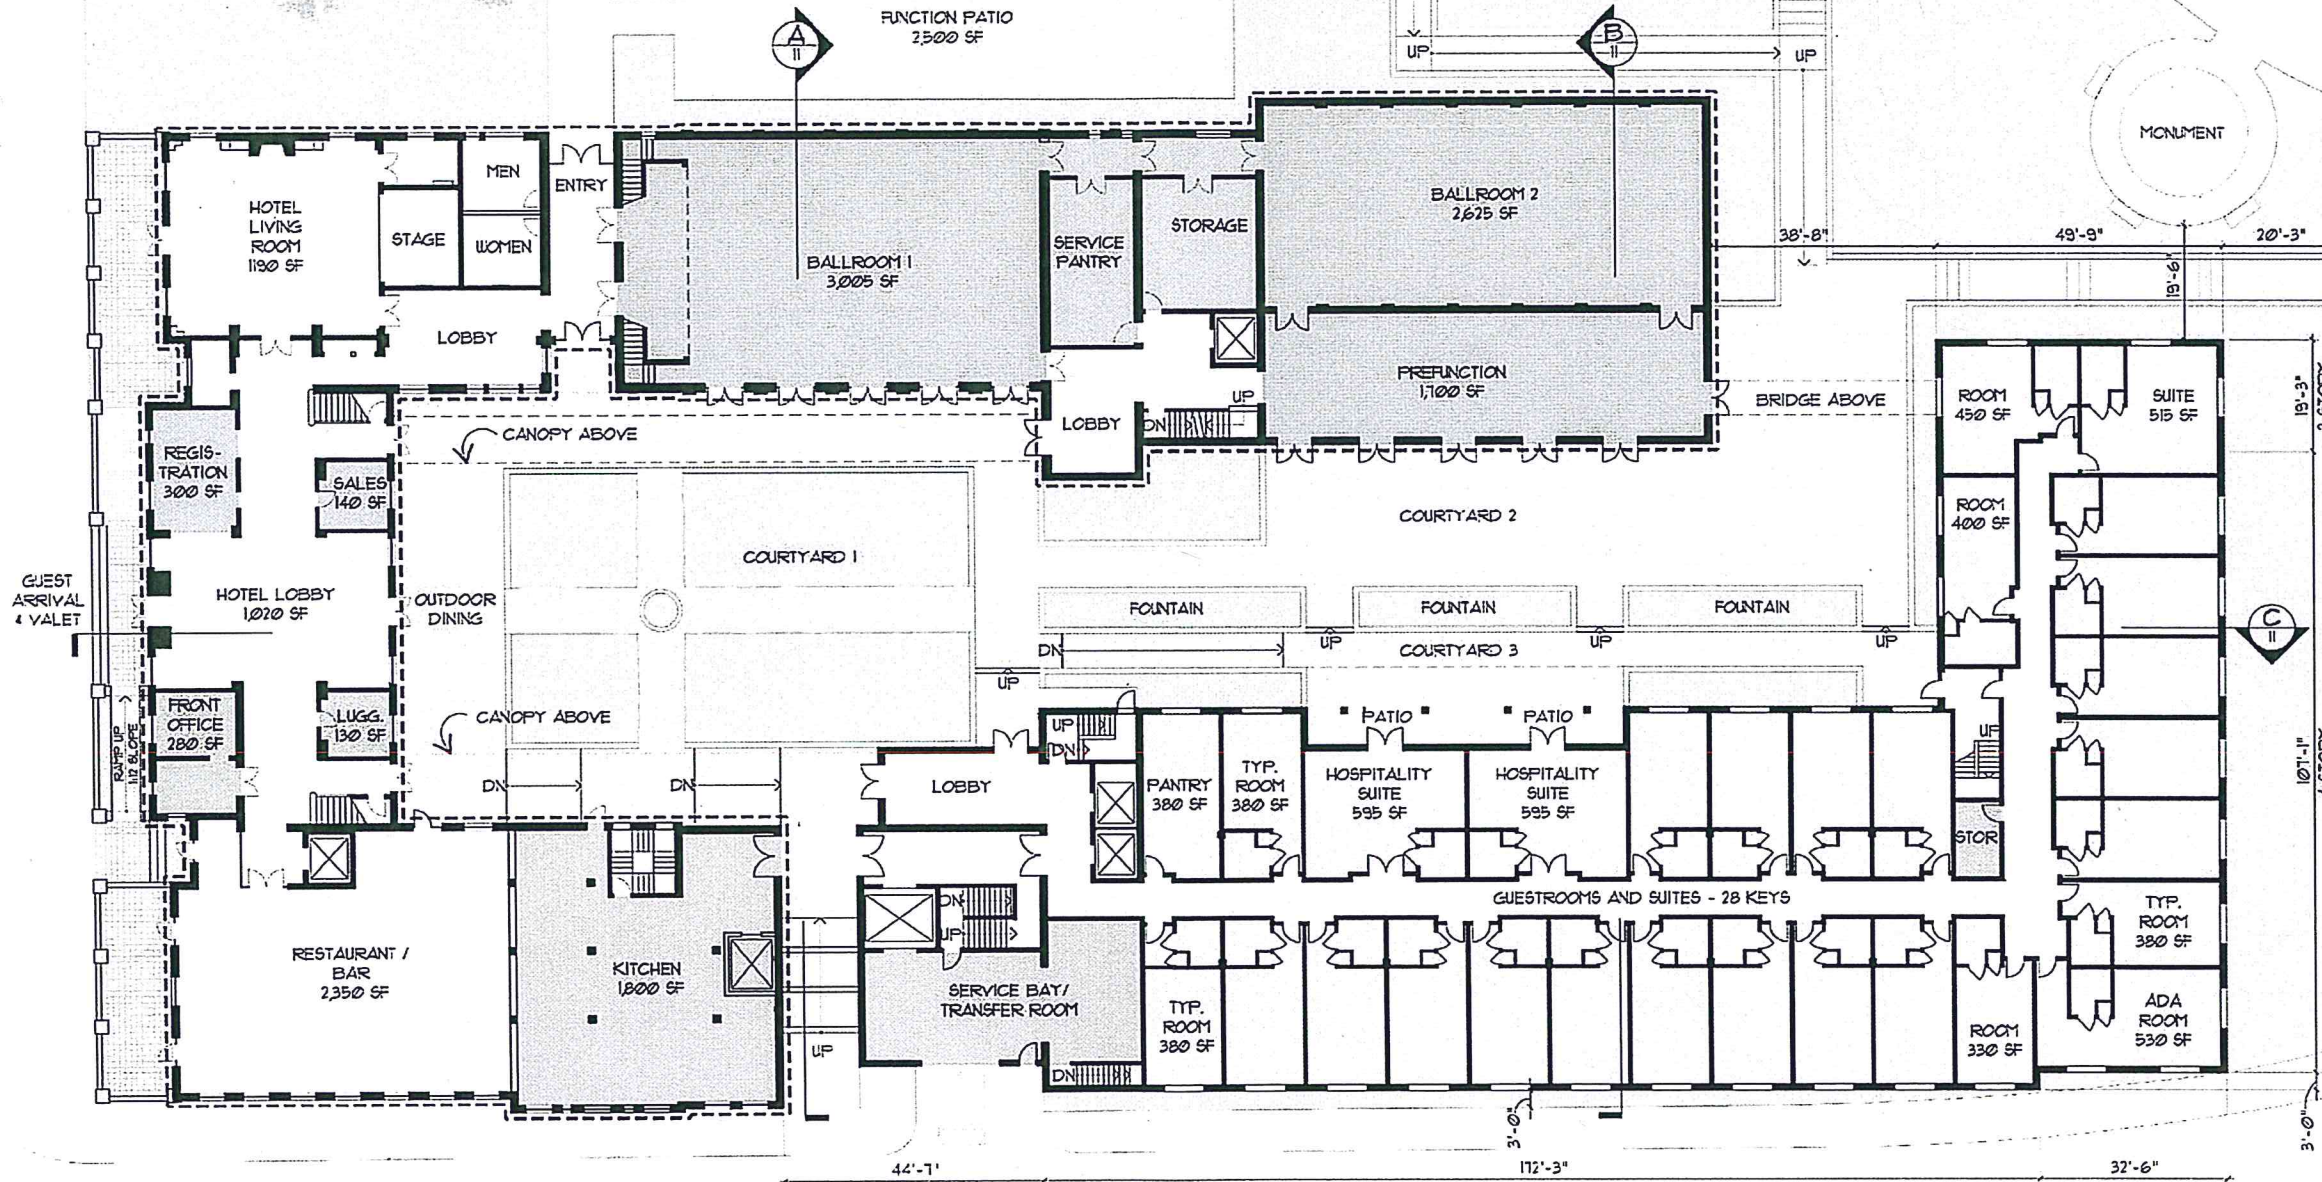 FUNCTION PATIO
2,500 SF
A
11
B
11
UP
UP
MONUMENT
HOTEL
LIVING
ROOM
1190 SF
STAGE
MEN
WOMEN
ENTRY
LOBBY
BALLROOM 1
3,005 SF
SERVICE
PANTRY
STORAGE
BALLROOM 2
2,625 SF
PREFUNCTION
1,700 SF
LOBBY
UP
DN
38'-8"
49'-9"
20'-3"
19'-6"
BRIDGE ABOVE
ROOM
450 SF
SUITE
515 SF
19'-3"
REGIS-
TRATION
300 SF
SALES
140 SF
CANOPY ABOVE
ROOM
400 SF
COURTYARD 1
COURTYARD 2
GUEST
ARRIVAL
& VALET
HOTEL LOBBY
1,020 SF
OUTDOOR
DINING
FOUNTAIN
FOUNTAIN
FOUNTAIN
C
11
DN
UP
UP
UP
COURTYARD 3
UP
FRONT
OFFICE
280 SF
LUGG.
130 SF
RAMP UP
1:12 SLOPE
CANOPY ABOVE
DN
DN
LOBBY
UP
DN
PANTRY
380 SF
TYP.
ROOM
380 SF
PATIO
PATIO
HOSPITALITY
SUITE
595 SF
HOSPITALITY
SUITE
595 SF
UP
STOR
107'-1"
GUESTROOMS AND SUITES - 28 KEYS
RESTAURANT /
BAR
2,350 SF
KITCHEN
1,800 SF
DN
UP
SERVICE BAY/
TRANSFER ROOM
UP
DN
TYP.
ROOM
380 SF
ROOM
330 SF
TYP.
ROOM
380 SF
ADA
ROOM
530 SF
3'-0"
3'-0"
44'-7"
172'-3"
32'-6"